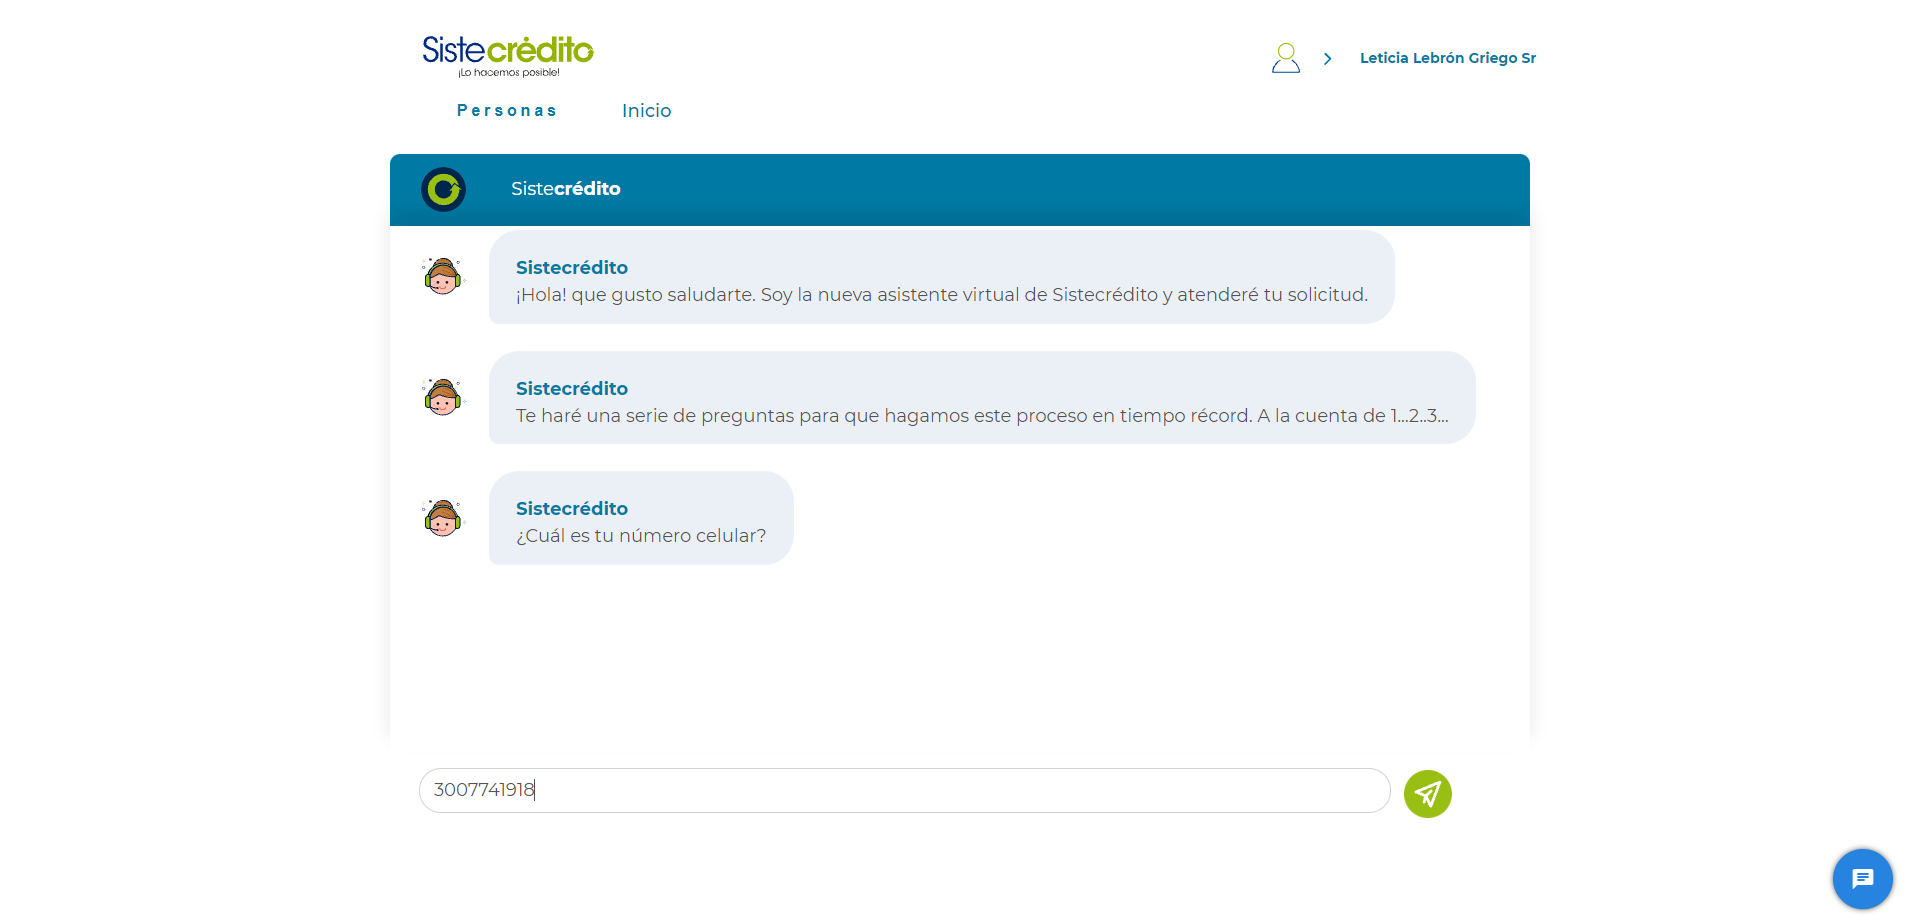 Sistecrédito
¡Lo hacemos posible!
Leticia Lebrón Griego Sr
Personas
Inicio
Sistecrédito
Sistecrédito
¡Hola! que gusto saludarte. Soy la nueva asistente virtual de Sistecrédito y atenderé tu solicitud.
Sistecrédito
Te haré una serie de preguntas para que hagamos este proceso en tiempo récord. A la cuenta de 1...2..3...
Sistecrédito
¿Cuál es tu número celular?
3007741918